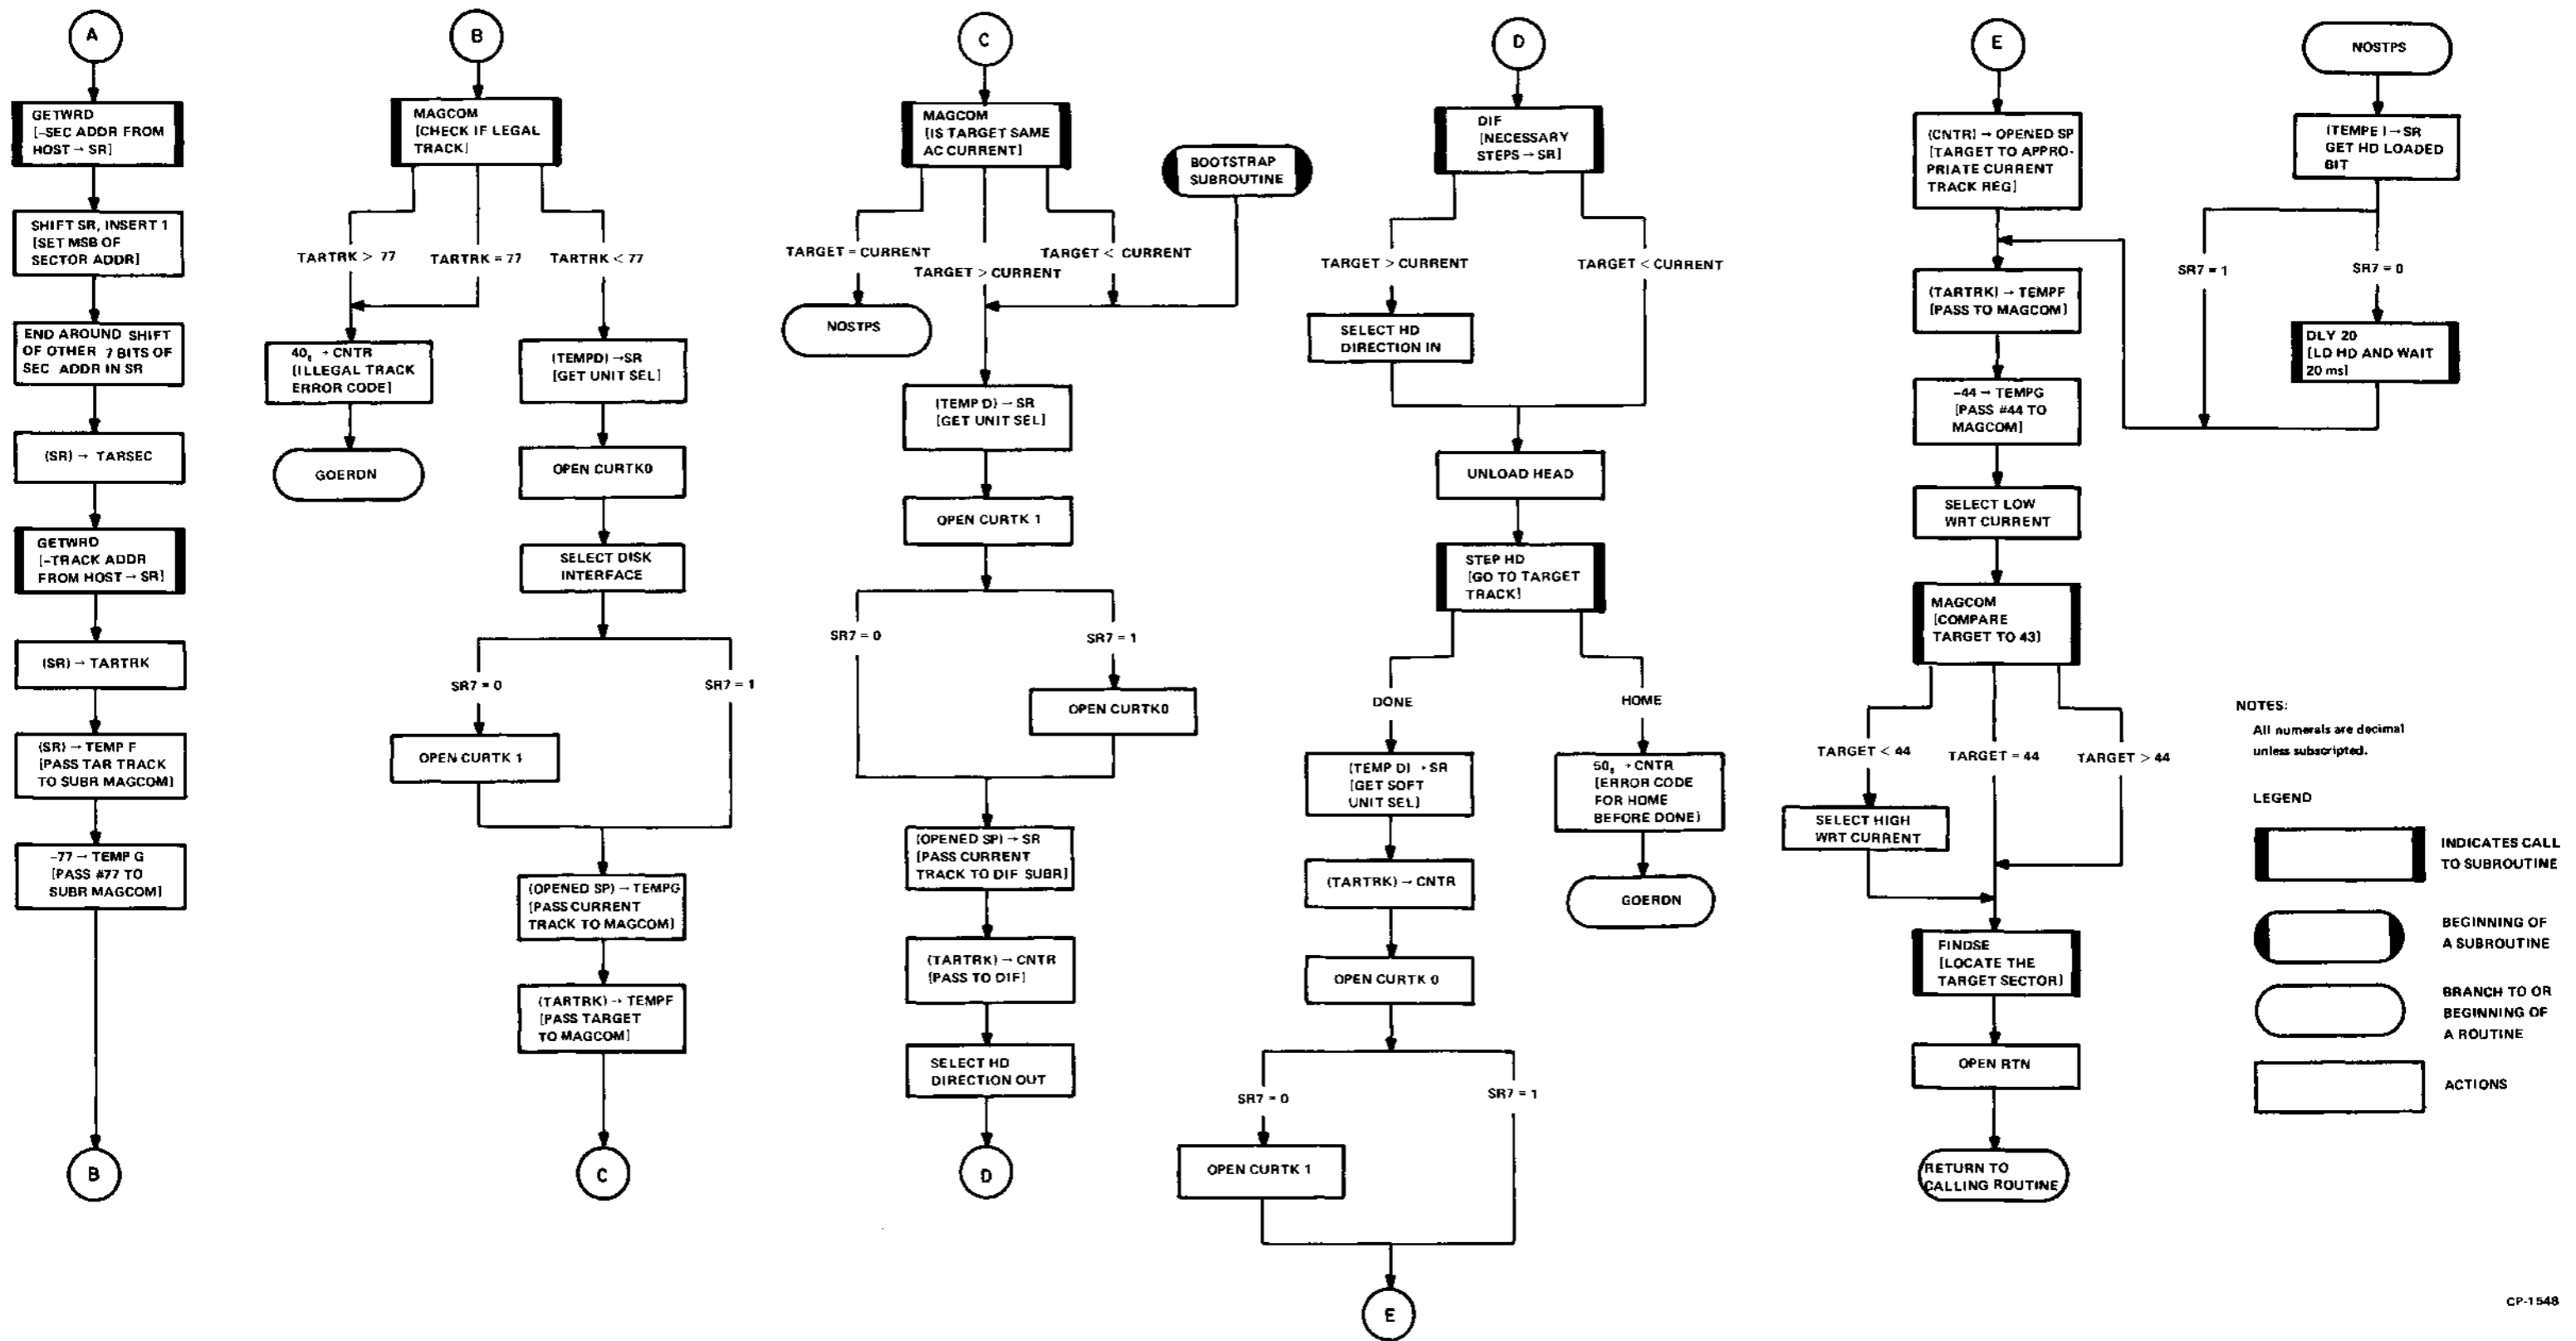 A
GETWRD
[–SEC ADDR FROM
HOST → SR]
SHIFT SR, INSERT 1
[SET MSB OF
SECTOR ADDR]
END AROUND SHIFT
OF OTHER 7 BITS OF
SEC ADDR IN SR
(SR) → TARSEC
GETWRD
[–TRACK ADDR
FROM HOST → SR]
(SR) → TARTRK
(SR) → TEMP F
[PASS TAR TRACK
TO SUBR MAGCOM]
–77 → TEMP G
[PASS #77 TO
SUBR MAGCOM]
B
B
MAGCOM
[CHECK IF LEGAL
TRACK]
TARTRK > 77
TARTRK = 77
TARTRK < 77
40₈ → CNTR
[ILLEGAL TRACK
ERROR CODE]
GOERDN
(TEMPD) → SR
[GET UNIT SEL]
OPEN CURTK0
SELECT DISK
INTERFACE
SR7 = 0
SR7 = 1
OPEN CURTK 1
(OPENED SP) → TEMPG
[PASS CURRENT
TRACK TO MAGCOM]
(TARTRK) → TEMPF
[PASS TARGET
TO MAGCOM]
C
C
MAGCOM
[IS TARGET SAME
AC CURRENT]
BOOTSTRAP
SUBROUTINE
TARGET = CURRENT
TARGET > CURRENT
TARGET < CURRENT
NOSTPS
(TEMP D) → SR
[GET UNIT SEL]
OPEN CURTK 1
SR7 = 0
SR7 = 1
OPEN CURTK0
(OPENED SP) → SR
[PASS CURRENT
TRACK TO DIF SUBR]
(TARTRK) → CNTR
[PASS TO DIF]
SELECT HD
DIRECTION OUT
D
D
DIF
[NECESSARY
STEPS → SR]
TARGET > CURRENT
TARGET < CURRENT
SELECT HD
DIRECTION IN
UNLOAD HEAD
STEP HD
[GO TO TARGET
TRACK]
DONE
HOME
(TEMP D) → SR
[GET SOFT
UNIT SEL]
50₈ → CNTR
[ERROR CODE
FOR HOME
BEFORE DONE]
(TARTRK) → CNTR
GOERDN
OPEN CURTK 0
SR7 = 0
SR7 = 1
OPEN CURTK 1
E
E
(CNTR) → OPENED SP
[TARGET TO APPRO-
PRIATE CURRENT
TRACK REG]
(TARTRK) → TEMPF
[PASS TO MAGCOM]
–44 → TEMPG
[PASS #44 TO
MAGCOM]
SELECT LOW
WRT CURRENT
MAGCOM
[COMPARE
TARGET TO 43]
TARGET < 44
TARGET = 44
TARGET > 44
SELECT HIGH
WRT CURRENT
FINDSE
[LOCATE THE
TARGET SECTOR]
OPEN RTN
RETURN TO
CALLING ROUTINE
NOSTPS
(TEMPE) → SR
GET HD LOADED
BIT
SR7 = 1
SR7 = 0
DLY 20
[LD HD AND WAIT
20 ms]
NOTES:
All numerals are decimal
unless subscripted.
LEGEND
INDICATES CALL
TO SUBROUTINE
BEGINNING OF
A SUBROUTINE
BRANCH TO OR
BEGINNING OF
A ROUTINE
ACTIONS
CP-1548